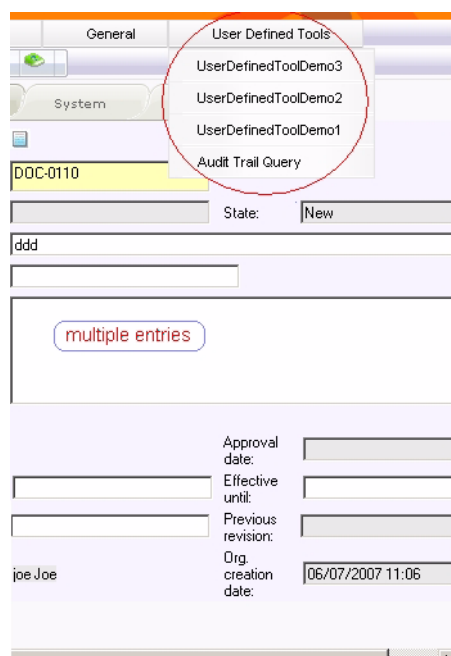 General User Defined Tools
UserDefinedToolDemo3
System UserDefinedToolDemo2
UserDefinedToolDemo1
Audit Trail Query
DOC-0110
State: New
ddd
multiple entries
Approval
date:
Effective
until:
Previous
revision:
Org.
joe Joe creation 06/07/2007 11:06
date: